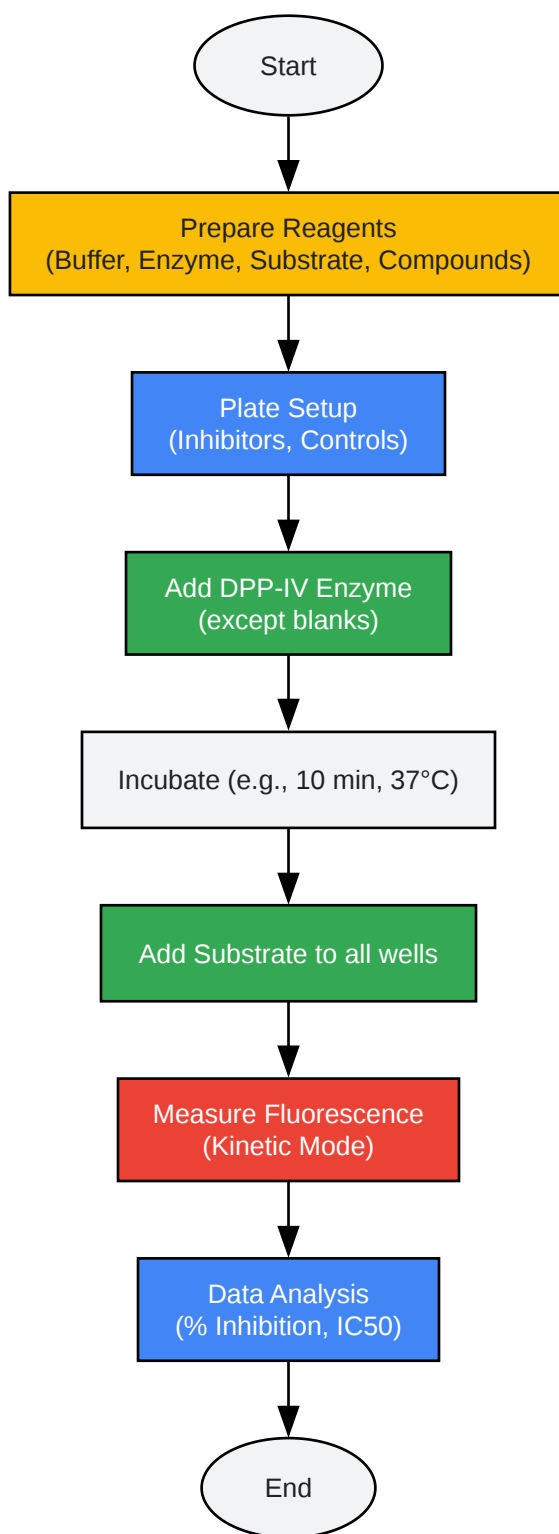 Start
Prepare Reagents
(Buffer, Enzyme, Substrate, Compounds)
Plate Setup
(Inhibitors, Controls)
Add DPP-IV Enzyme
(except blanks)
Incubate (e.g., 10 min, 37°C)
Add Substrate to all wells
Measure Fluorescence
(Kinetic Mode)
Data Analysis
(% Inhibition, IC50)
End